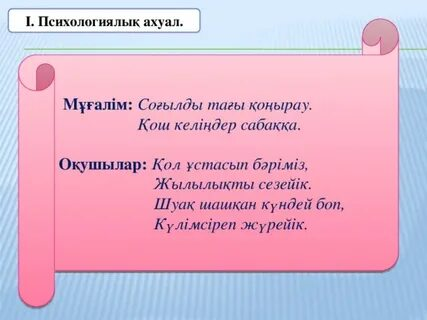 I. Психологиялық ахуал.
Мұғалім: Соғылды тағы қоңырау.
Қош келіңдер сабаққа.
Оқушылар: Қол ұстасып бәріміз,
Жылылықты сезейік.
Шуақ шашқан күндей боп,
Күлімсіреп жүрейік.